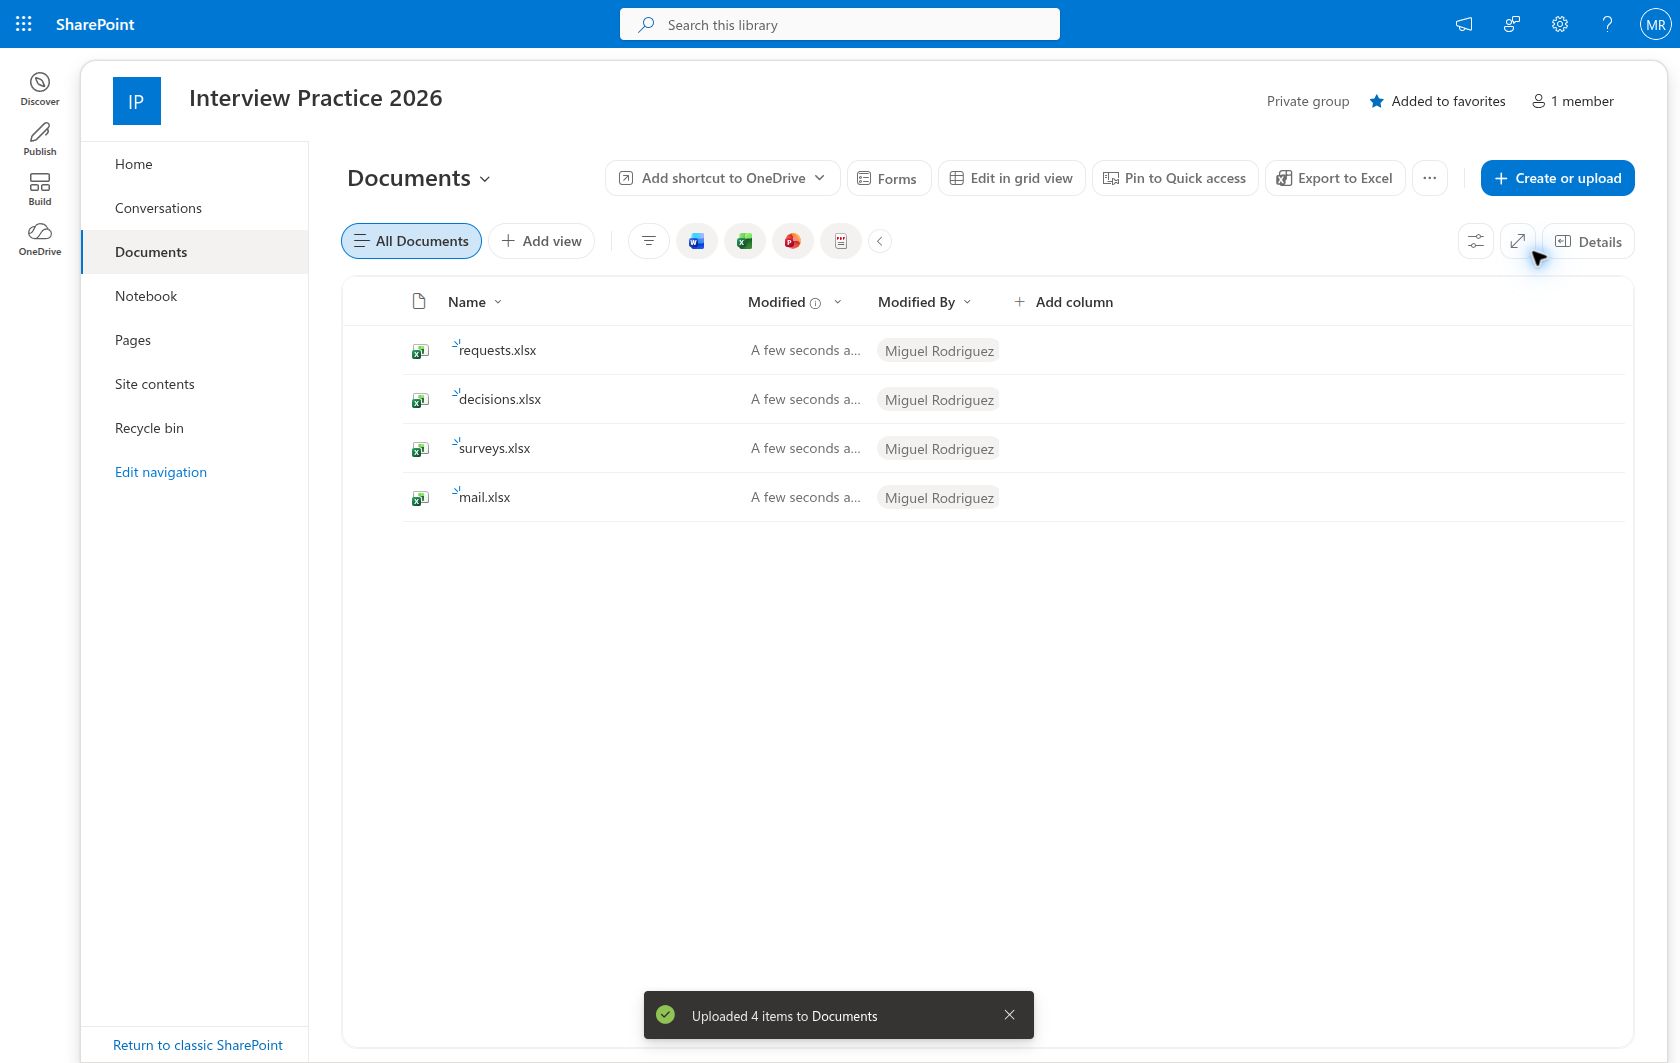 SharePoint
Search this library
MR
Discover
Publish
Build
OneDrive
IP
Interview Practice 2026
Private group
Added to favorites
1 member
Home
Conversations
Documents
Notebook
Pages
Site contents
Recycle bin
Edit navigation
Return to classic SharePoint
Documents
Add shortcut to OneDrive
Forms
Edit in grid view
Pin to Quick access
Export to Excel
Create or upload
All Documents
Add view
Details
Name
Modified
Modified By
Add column
requests.xlsx A few seconds a... Miguel Rodriguez
decisions.xlsx A few seconds a... Miguel Rodriguez
surveys.xlsx A few seconds a... Miguel Rodriguez
mail.xlsx A few seconds a... Miguel Rodriguez
Uploaded 4 items to Documents